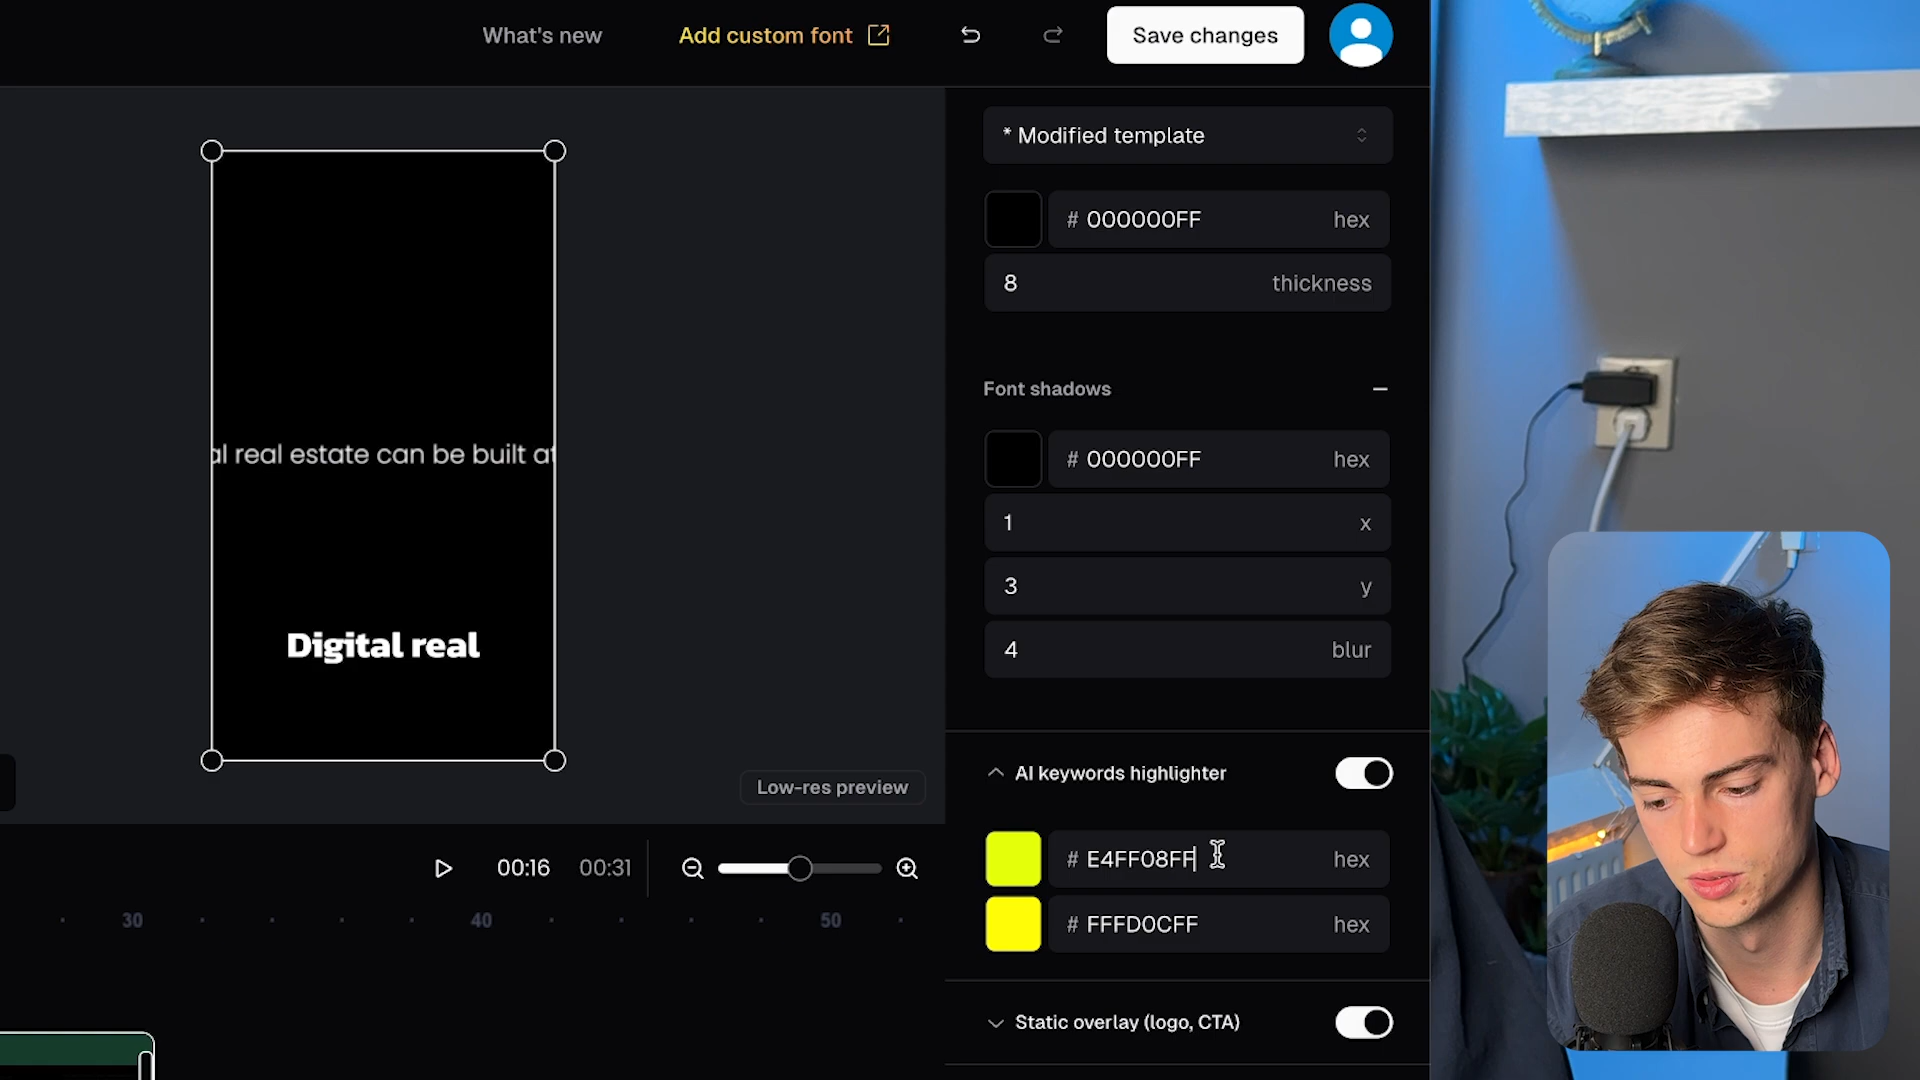 What's new
Add custom font
Save changes
* Modified template
# 000000FF hex
8 thickness
Font shadows
# 000000FF hex
1 x
3 y
4 blur
al real estate can be built at
Digital real
Low-res preview
AI keywords highlighter
# E4FF08FF hex
# FFFD0CFF hex
Static overlay (logo, CTA)
00:16 00:31
30 40 50